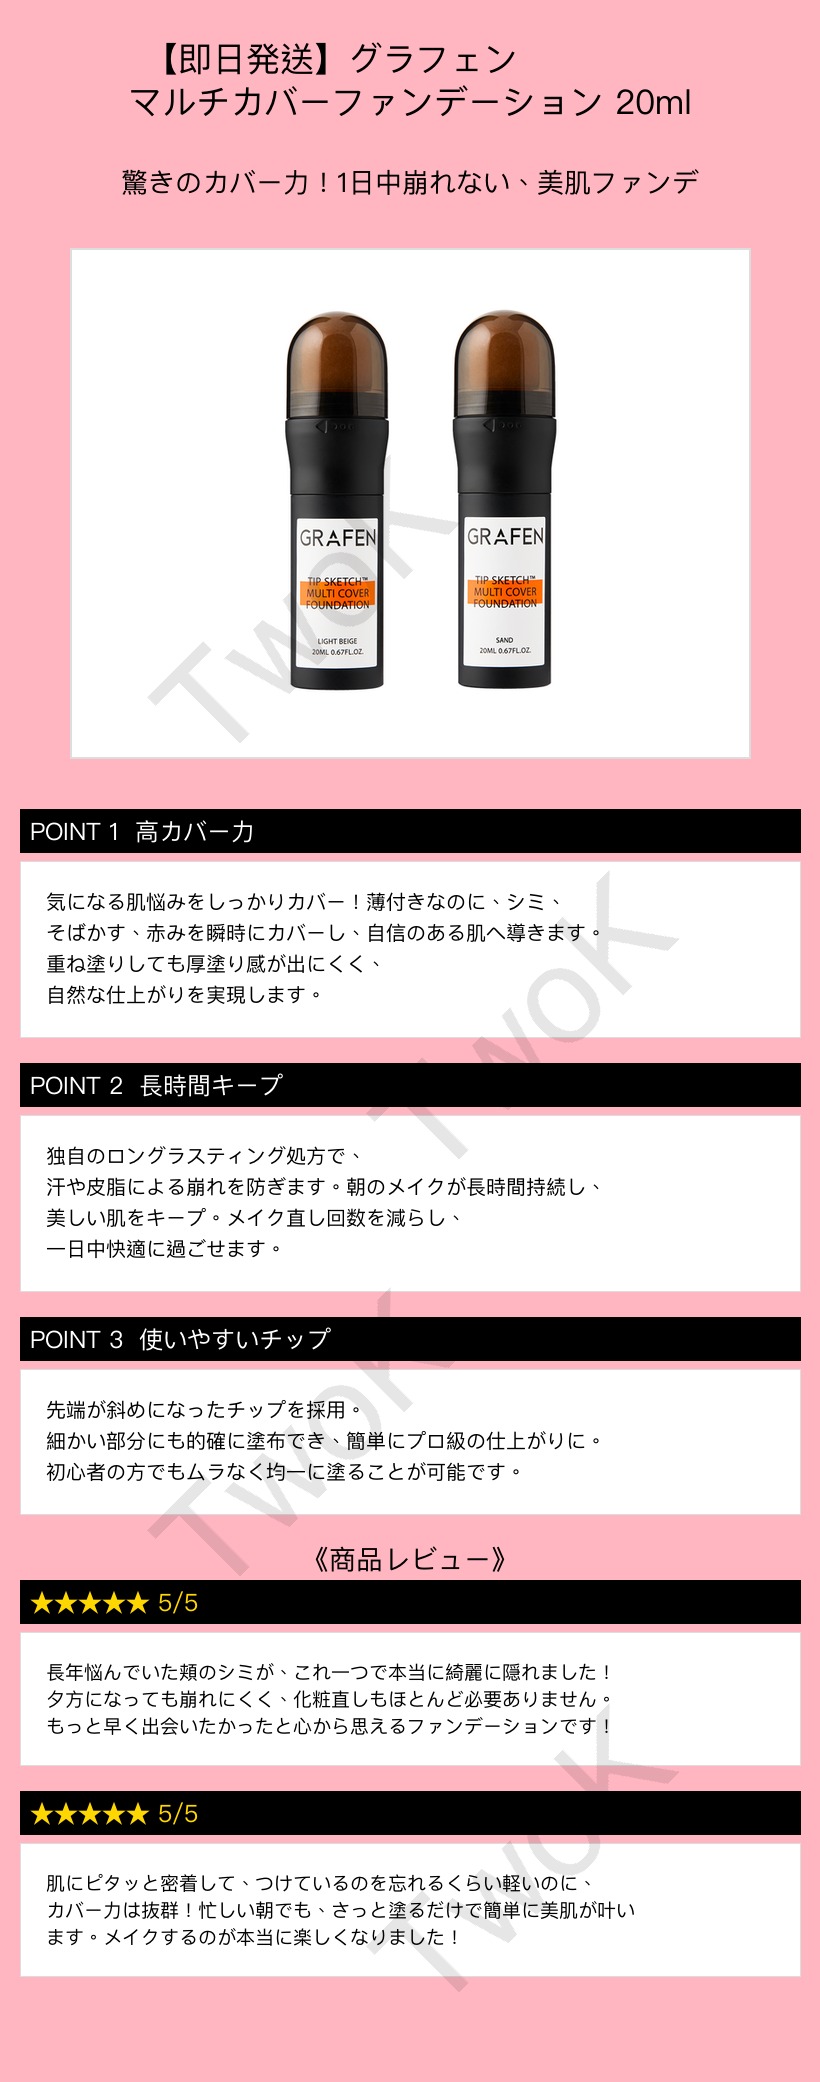 【即日発送】グラフェン
マルチカバーファンデーション 20ml
驚きのカバー力！1日中崩れない、美肌ファンデ
GRAFEN
TIP SKETCH™
MULTI COVER
FOUNDATION
LIGHT BEIGE
20ML 0.67FL.OZ.
GRAFEN
TIP SKETCH™
MULTI COVER
FOUNDATION
SAND
20ML 0.67FL.OZ.
TwoK
POINT 1 高カバー力
気になる肌悩みをしっかりカバー！薄付きなのに、シミ、
そばかす、赤みを瞬時にカバーし、自信のある肌へ導きます。
重ね塗りしても厚塗り感が出にくく、
自然な仕上がりを実現します。
TwoK
POINT 2 長時間キープ
独自のロングラスティング処方で、
汗や皮脂による崩れを防ぎます。朝のメイクが長時間持続し、
美しい肌をキープ。メイク直し回数を減らし、
一日中快適に過ごせます。
POINT 3 使いやすいチップ
先端が斜めになったチップを採用。
細かい部分にも的確に塗布でき、簡単にプロ級の仕上がりに。
初心者の方でもムラなく均一に塗ることが可能です。
TwoK
《商品レビュー》
★★★★★ 5/5
長年悩んでいた頬のシミが、これ一つで本当に綺麗に隠れました！
夕方になっても崩れにくく、化粧直しもほとんど必要ありません。
もっと早く出会いたかったと心から思えるファンデーションです！
★★★★★ 5/5
肌にピタッと密着して、つけているのを忘れるくらい軽いのに、
カバー力は抜群！忙しい朝でも、さっと塗るだけで簡単に美肌が叶い
ます。メイクするのが本当に楽しくなりました！
TwoK